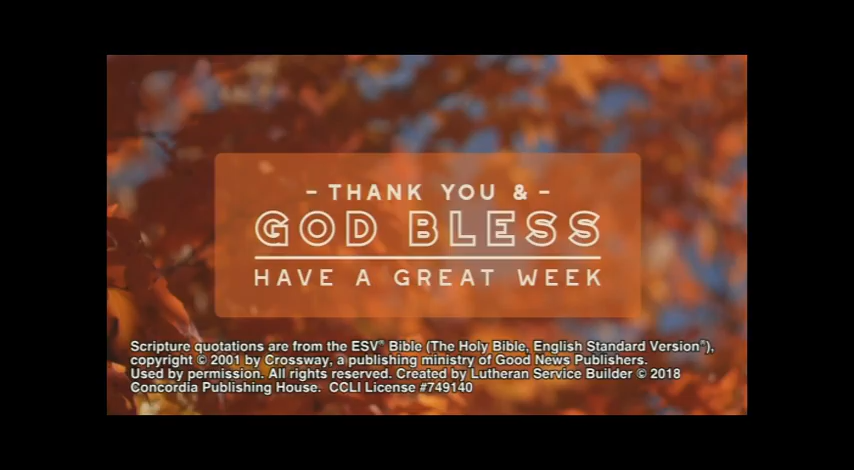 - THANK YOU & -
GOD BLESS
HAVE A GREAT WEEK
Scripture quotations are from the ESV® Bible (The Holy Bible, English Standard Version®),
copyright © 2001 by Crossway, a publishing ministry of Good News Publishers.
Used by permission. All rights reserved. Created by Lutheran Service Builder © 2018
Concordia Publishing House. CCLI License #749140